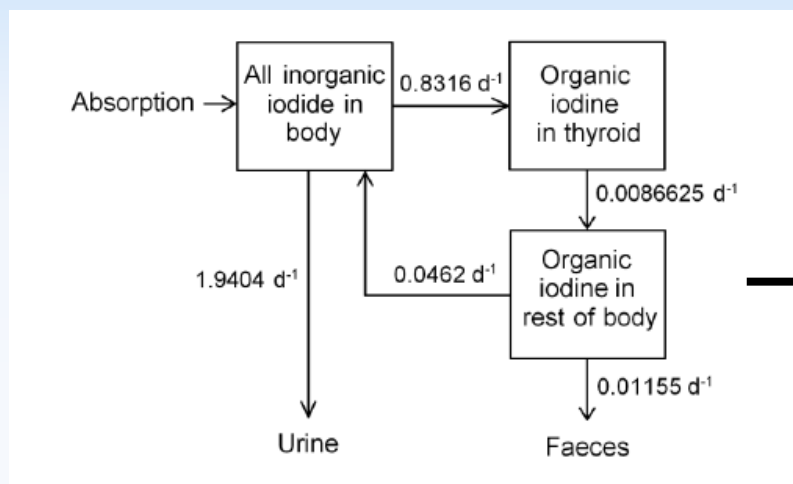 All inorganic
iodide in
body
Absorption
0.8316 d⁻¹
Organic
iodine
in thyroid
0.0086625 d⁻¹
Organic
iodine in
rest of body
0.0462 d⁻¹
1.9404 d⁻¹
0.01155 d⁻¹
Urine
Faeces